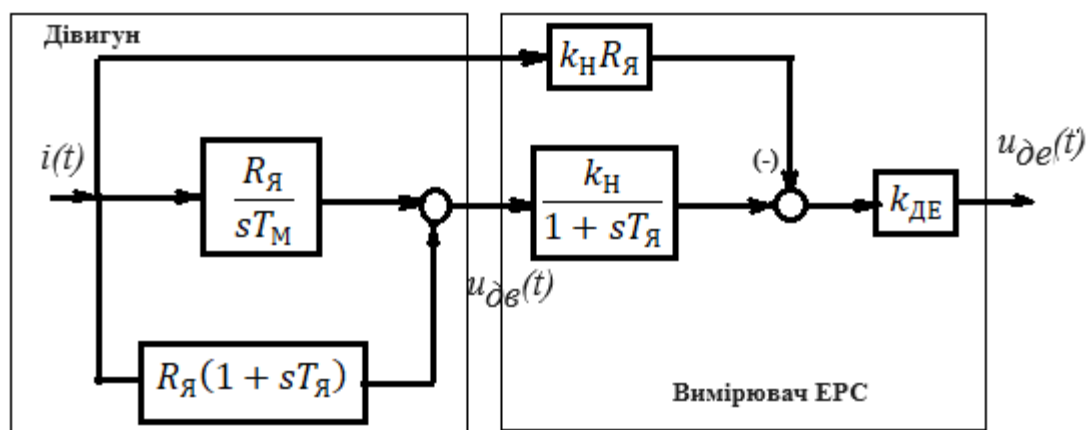 Дівигун
k_Н R_Я
i(t)
R_Я
sT_М
(-)
k_Н
1 + sT_Я
k_ДЕ
u_де(t)
u_дв(t)
R_Я(1 + sT_Я)
Вимірювач ЕРС